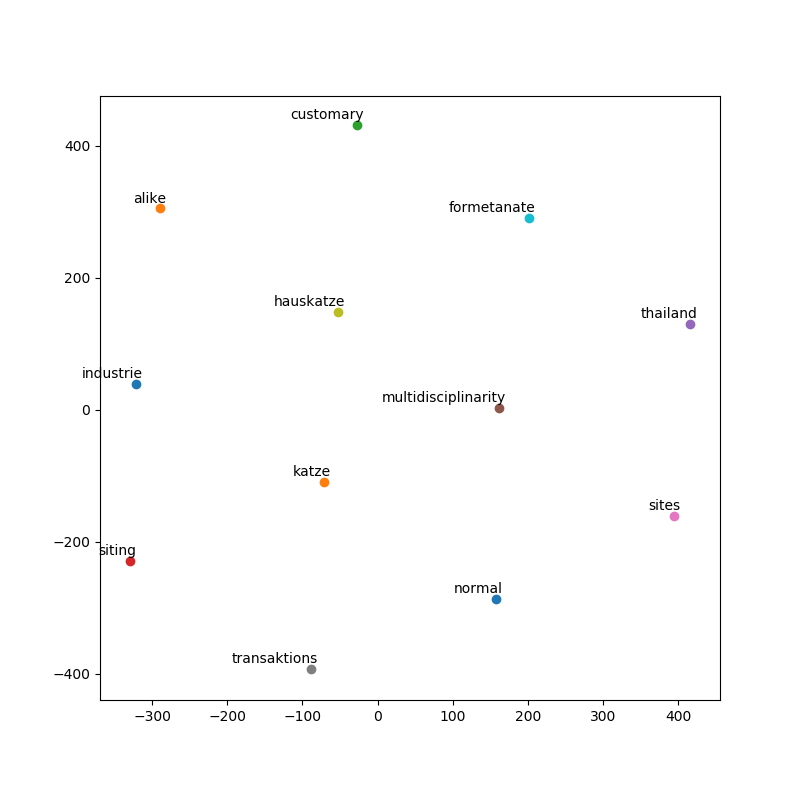 customary
400
alike
formetanate
200
hauskatze
thailand
industrie
multidisciplinarity
0
katze
sites
−200
siting
normal
transaktions
−400
−300 −200 −100 0 100 200 300 400